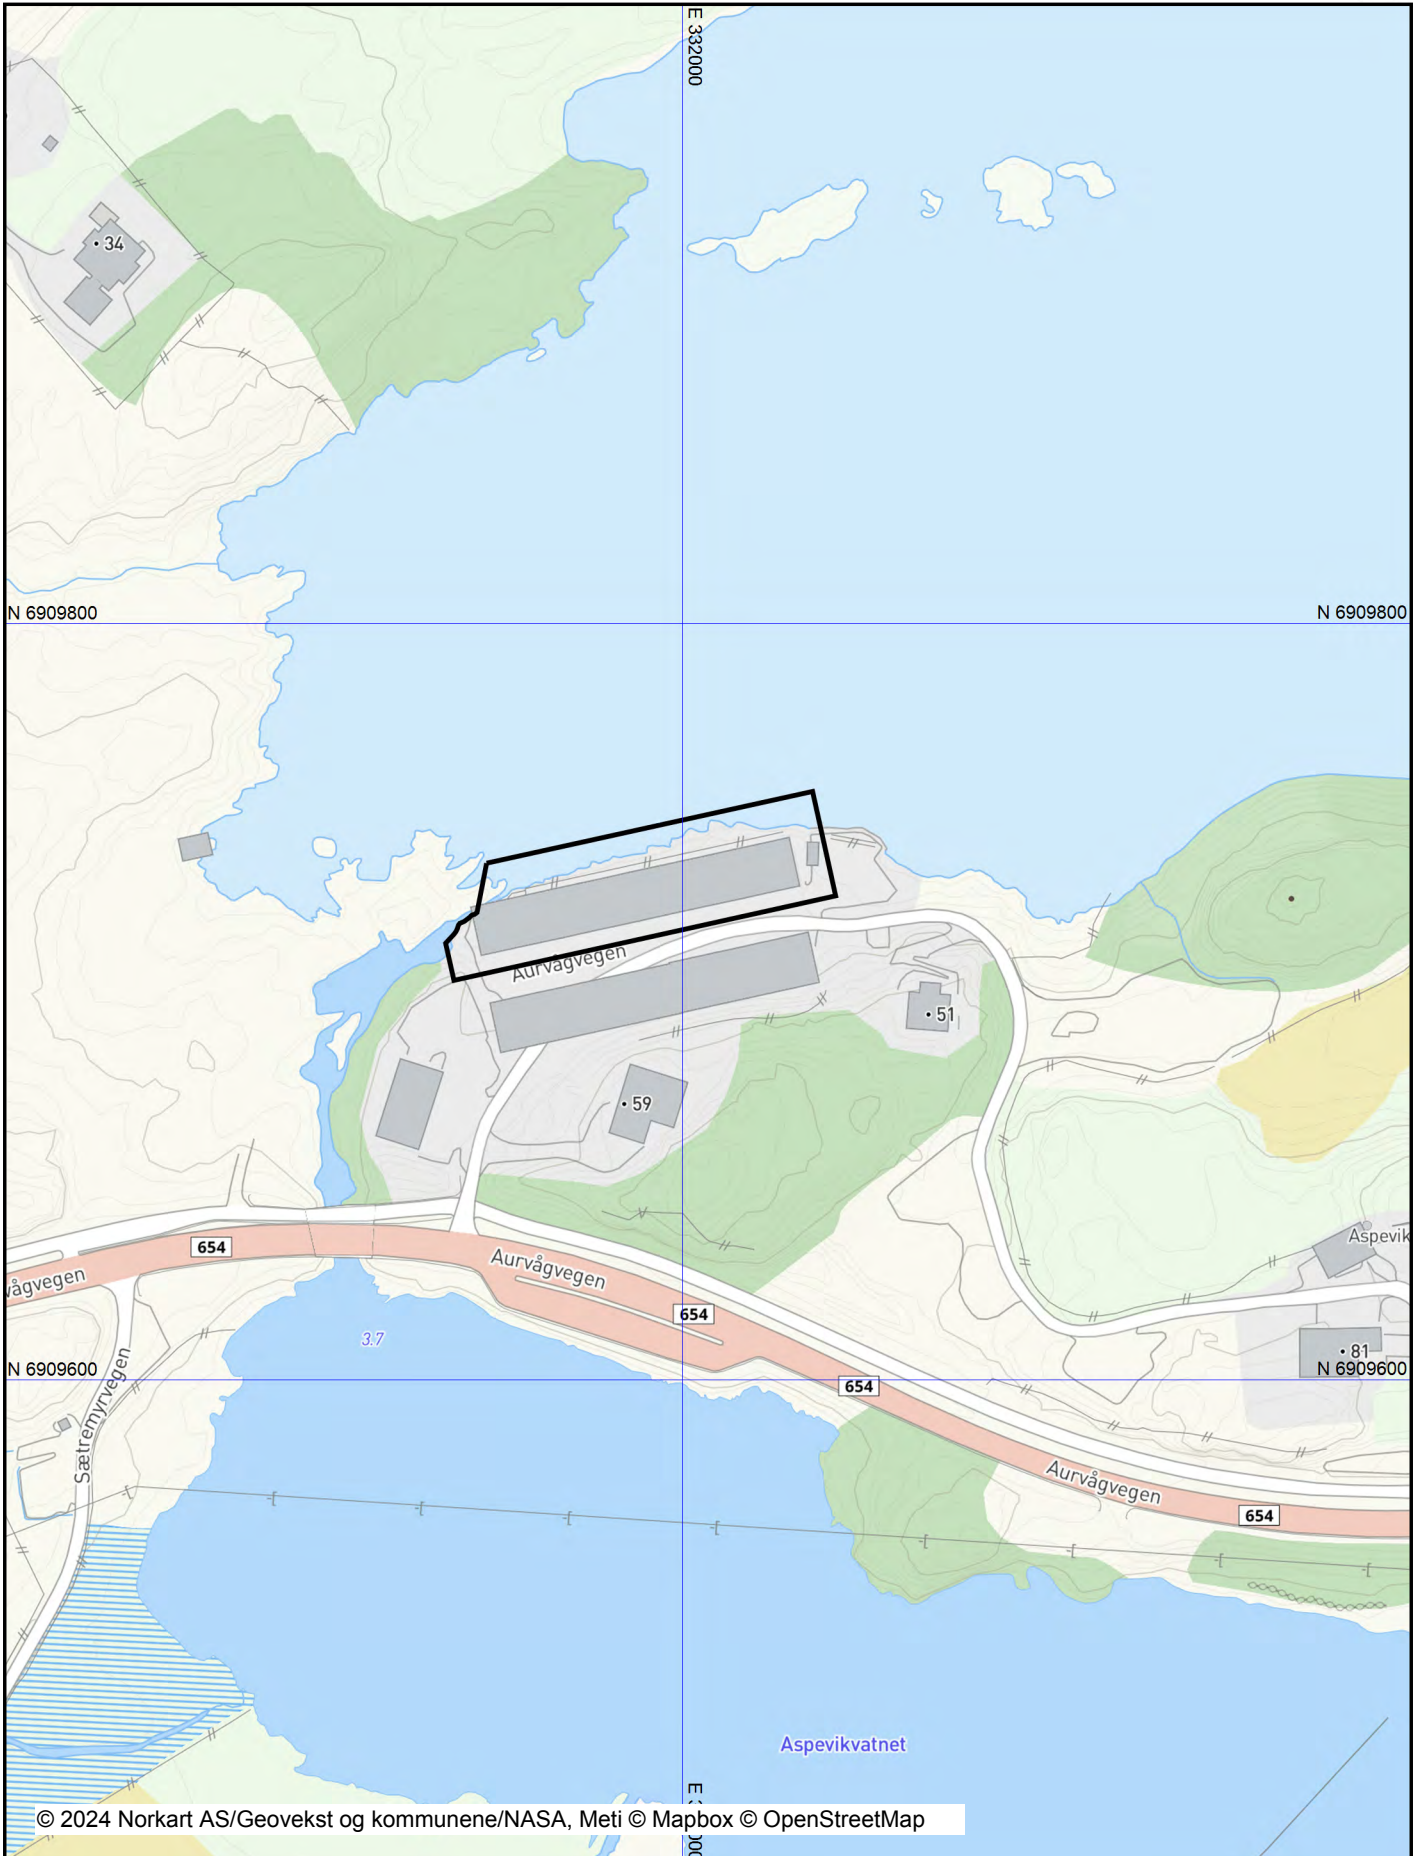 E 332000
34
N 6909800
N 6909800
Aurvågvegen
51
59
654
Aurvågvegen
Aspevik
vågvegen
654
3.7
81
N 6909600
N 6909600
654
Sætremyrvegen
Aurvågvegen
654
Aspevikvatnet
© 2024 Norkart AS/Geovekst og kommunene/NASA, Meti © Mapbox © OpenStreetMap